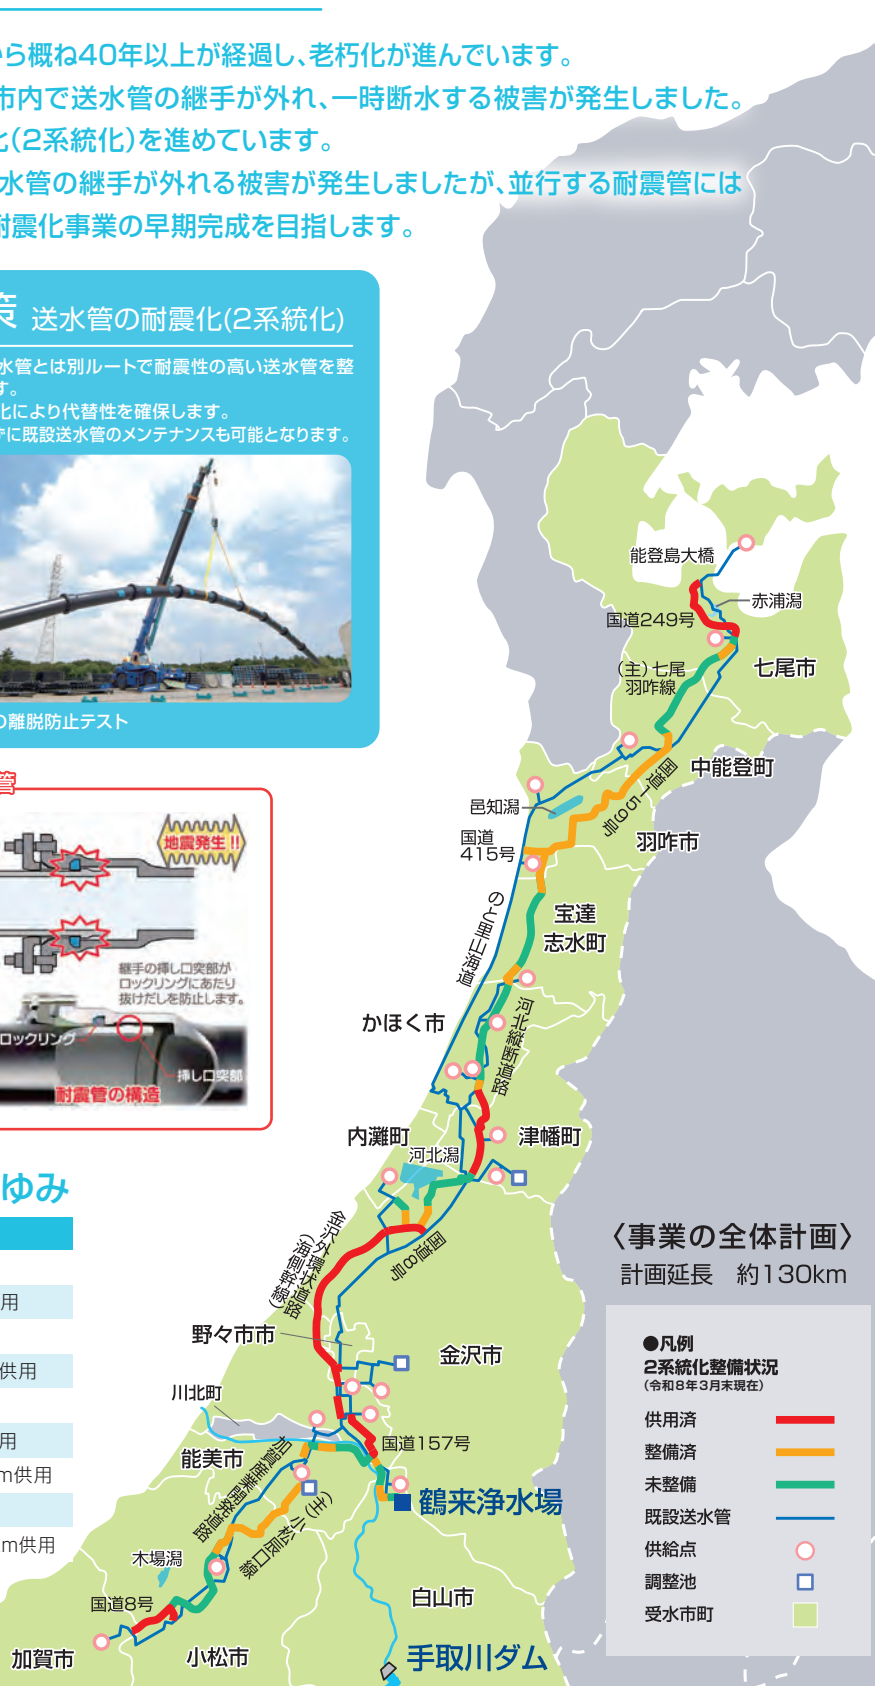 ら概ね40年以上が経過し、老朽化が進んでいます。
市内で送水管の継手が外れ、一時断水する被害が発生しました。
化(2系統化)を進めています。
水管の継手が外れる被害が発生しましたが、並行する耐震管には
耐震化事業の早期完成を目指します。
策 送水管の耐震化(2系統化)
水管とは別ルートで耐震性の高い送水管を整
す。
化により代替性を確保します。
ずに既設送水管のメンテナンスも可能となります。
の離脱防止テスト
管
地震発生!!
継手の挿し口突部が
ロックリングにあたり
抜けだしを防止します。
ロックリング
挿し口突部
耐震管の構造
ゆみ
用
供用
用
m供用
m供用
能登島大橋
赤浦潟
国道249号
(主)七尾
羽咋線
七尾市
中能登町
国道159号
邑知潟
羽咋市
国道
415号
宝達
志水町
のと里山海道
かほく市
河北縦断道路
内灘町
津幡町
河北潟
金沢外環状道路
(海側幹線)
国道8号
野々市市
金沢市
川北町
能美市
国道157号
加賀産業開発道路
(主)小松辰口線
鶴来浄水場
木場潟
国道8号
白山市
加賀市
小松市
手取川ダム
〈事業の全体計画〉
計画延長 約130km
●凡例
2系統化整備状況
(令和8年3月末現在)
供用済
整備済
未整備
既設送水管
供給点
調整池
受水市町